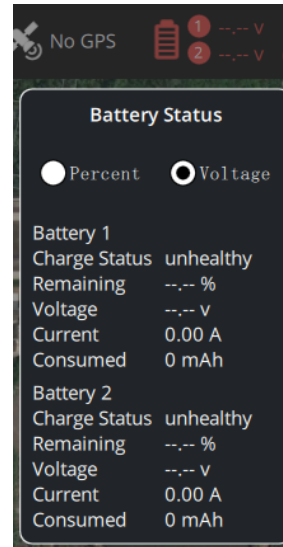 No GPS
1 --.-- v
2 --.-- v
Battery Status
Percent Voltage
Battery 1
Charge Status unhealthy
Remaining --.-- %
Voltage --.-- v
Current 0.00 A
Consumed 0 mAh
Battery 2
Charge Status unhealthy
Remaining --.-- %
Voltage --.-- v
Current 0.00 A
Consumed 0 mAh